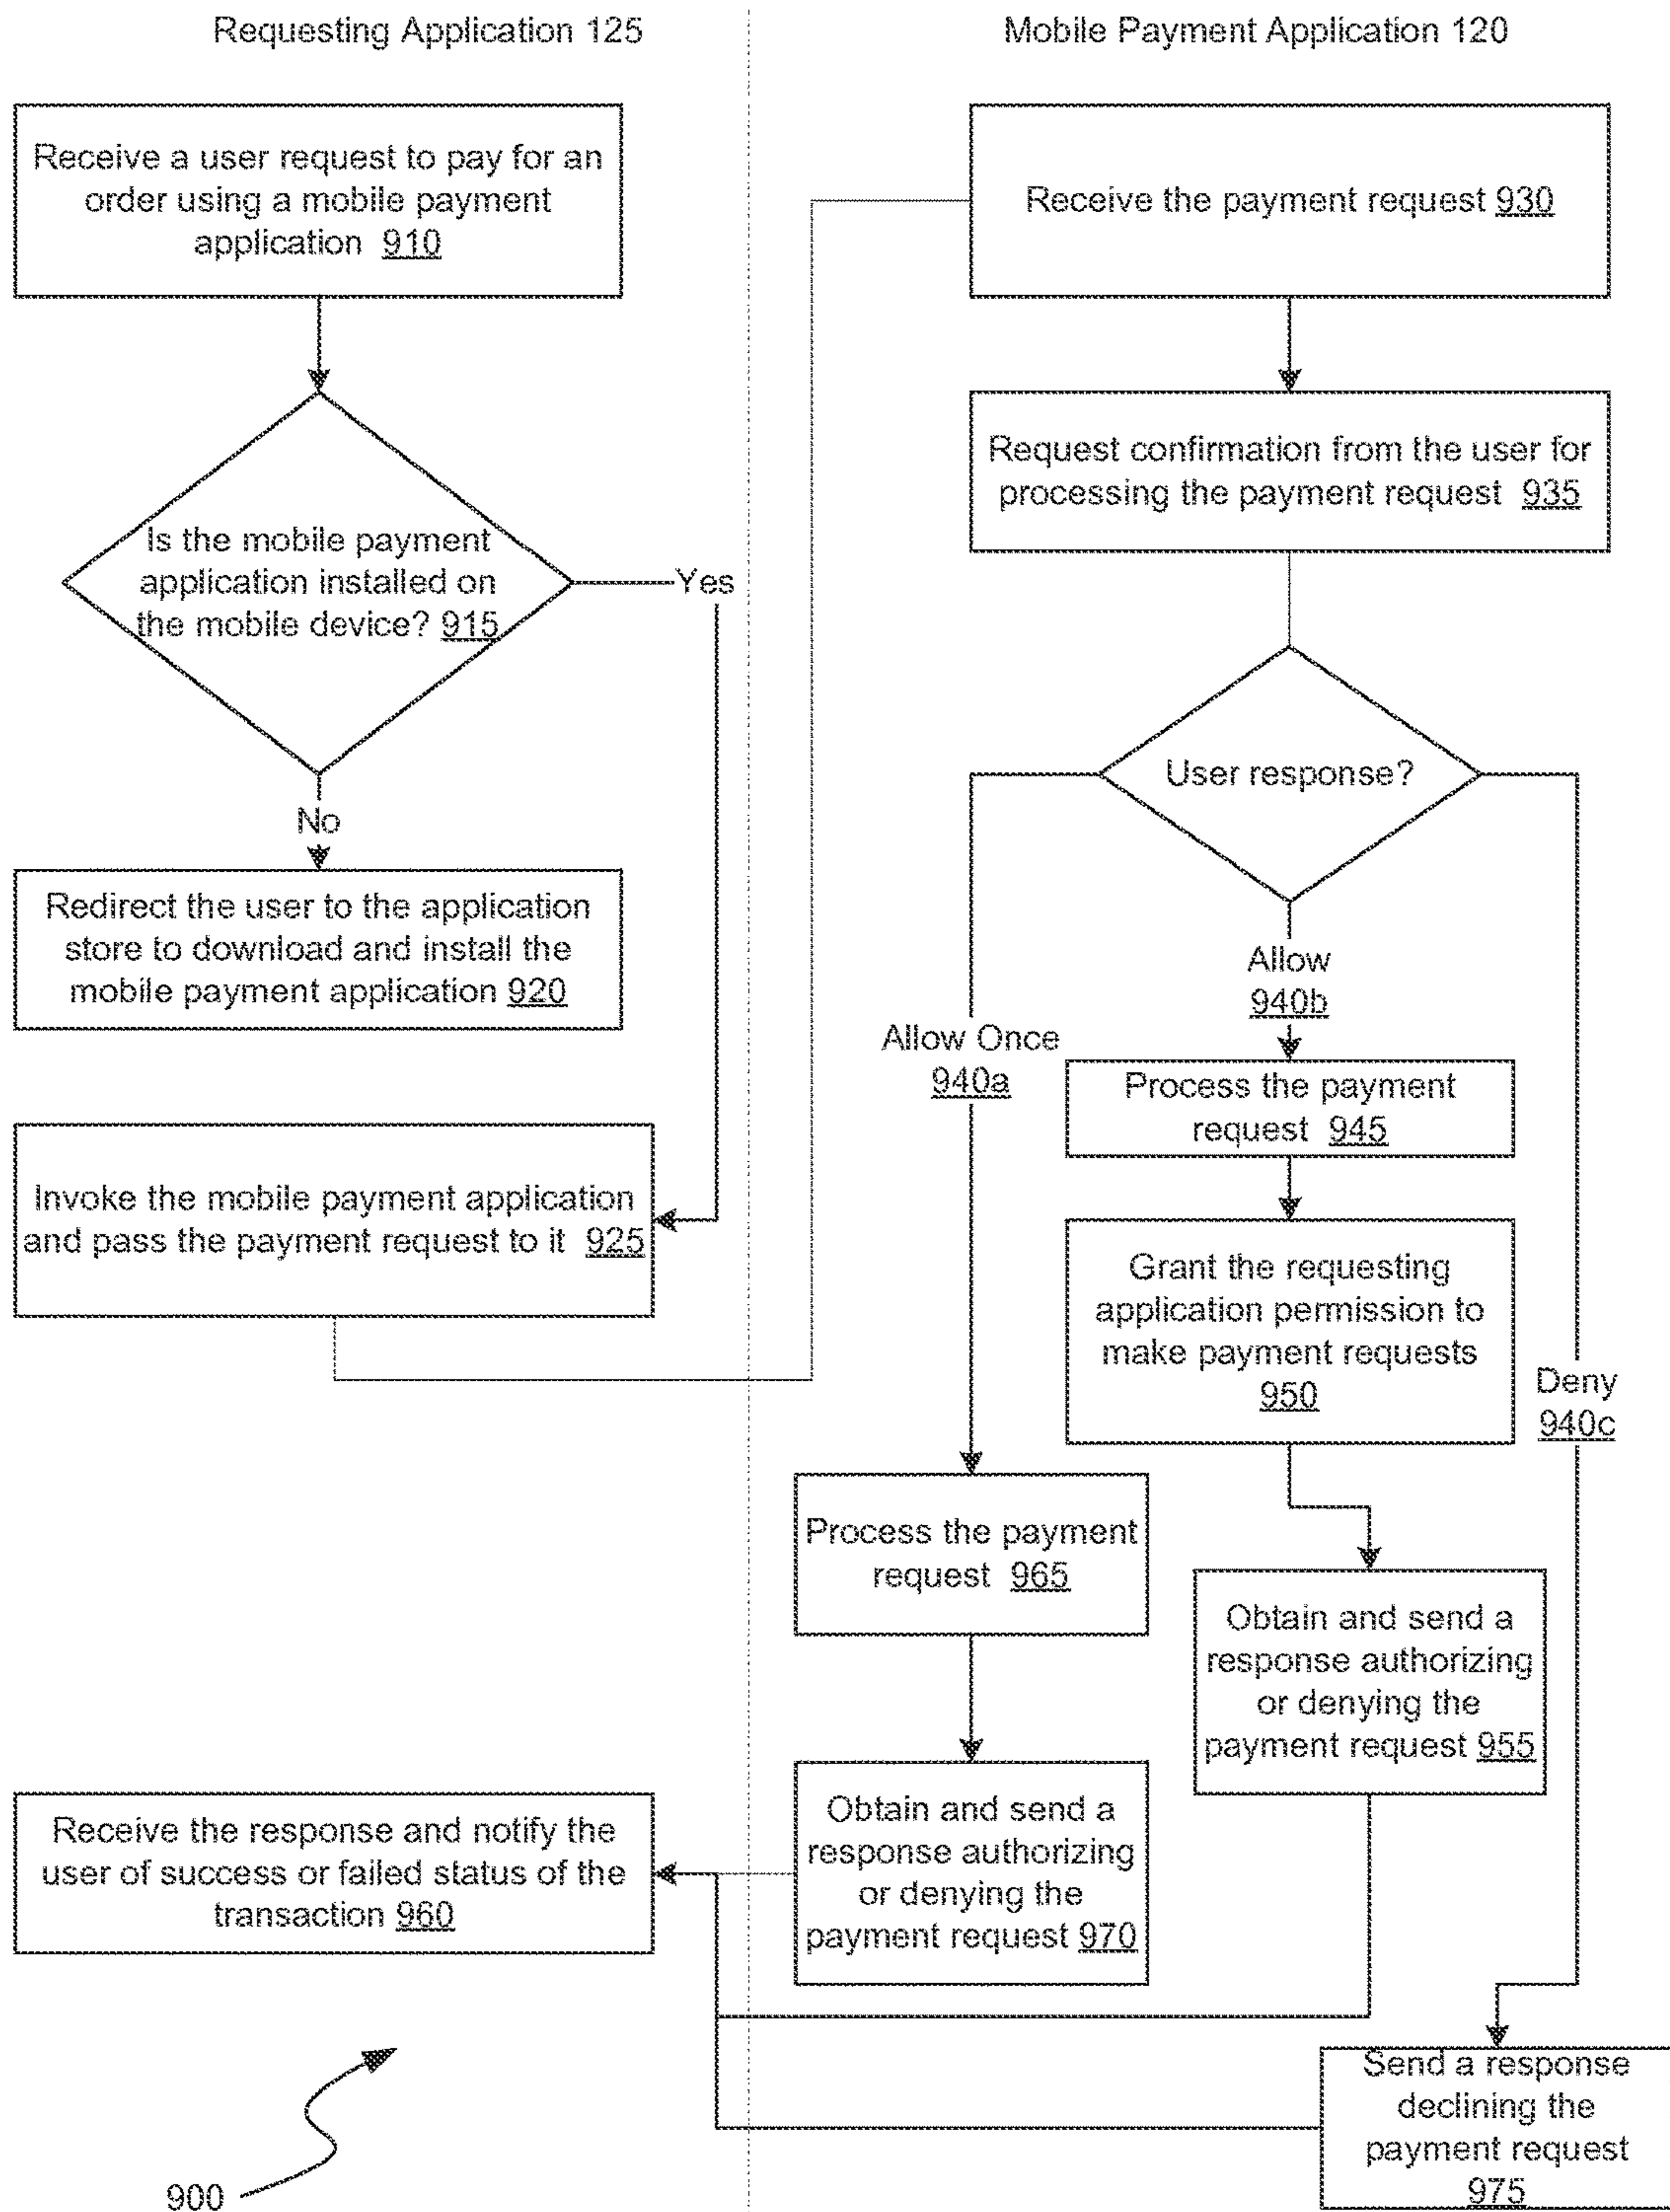 Requesting Application 125
Mobile Payment Application 120
Receive a user request to pay for an
order using a mobile payment
application 910
Is the mobile payment
application installed on
the mobile device? 915
Yes
No
Redirect the user to the application
store to download and install the
mobile payment application 920
Invoke the mobile payment application
and pass the payment request to it 925
Receive the payment request 930
Request confirmation from the user for
processing the payment request 935
User response?
Allow Once
940a
Allow
940b
Deny
940c
Process the payment
request 945
Grant the requesting
application permission to
make payment requests
950
Obtain and send a
response authorizing
or denying the
payment request 955
Process the payment
request 965
Obtain and send a
response authorizing
or denying the
payment request 970
Receive the response and notify the
user of success or failed status of the
transaction 960
Send a response
declining the
payment request
975
900